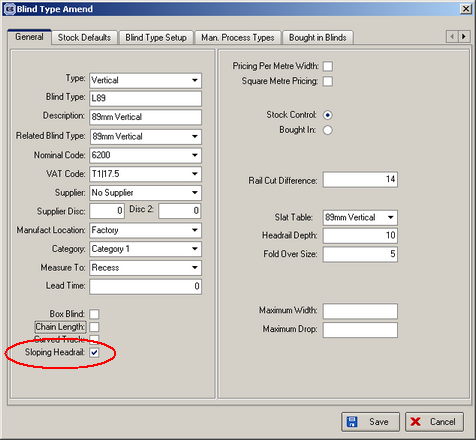 Blind Type Amend
General Stock Defaults Blind Type Setup Man. Process Types Bought in Blinds
Type: Vertical
Blind Type: L89
Description: 89mm Vertical
Related Blind Type: 89mm Vertical
Nominal Code: 6200
VAT Code: T1|17.5
Supplier: No Supplier
Supplier Disc: 0 Disc 2: 0
Manufact Location: Factory
Category: Category 1
Measure To: Recess
Lead Time: 0
Box Blind:
Chain Length:
Curved Track:
Sloping Headrail:
Pricing Per Metre Width:
Square Metre Pricing:
Stock Control:
Bought In:
Rail Cut Difference: 14
Slat Table: 89mm Vertical
Headrail Depth: 10
Fold Over Size: 5
Maximum Width:
Maximum Drop:
Save Cancel